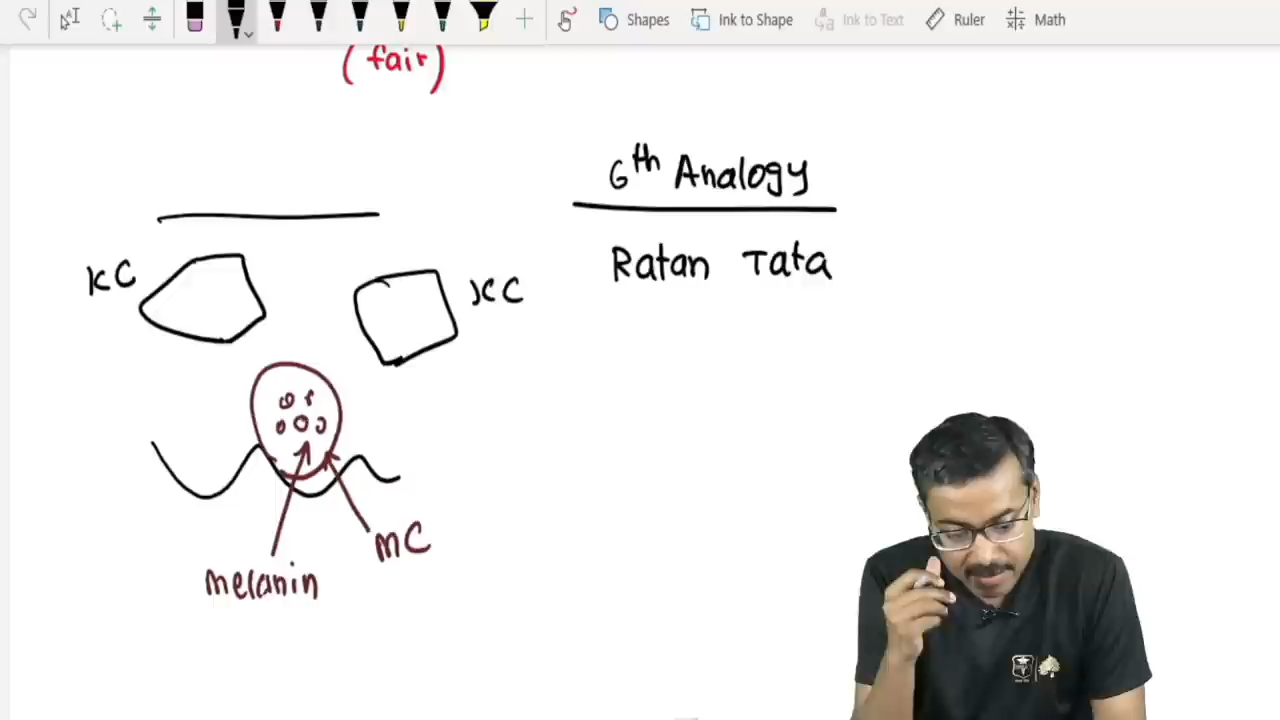 Shapes
Ink to Shape
Ink to Text
Ruler
Math
(fair)
6th Analogy
Ratan Tata
KC
KC
MC
melanin